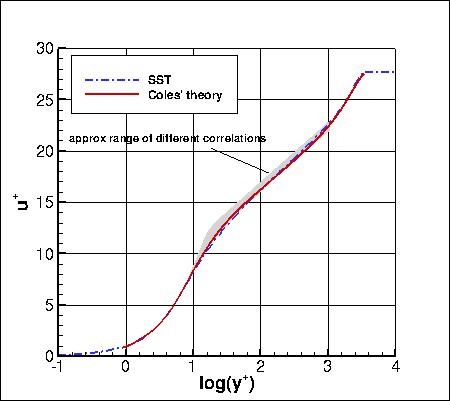 30
25
20
15
10
5
0
u+
SST
Coles' theory
approx range of different correlations
-1 0 1 2 3 4
log(y+)